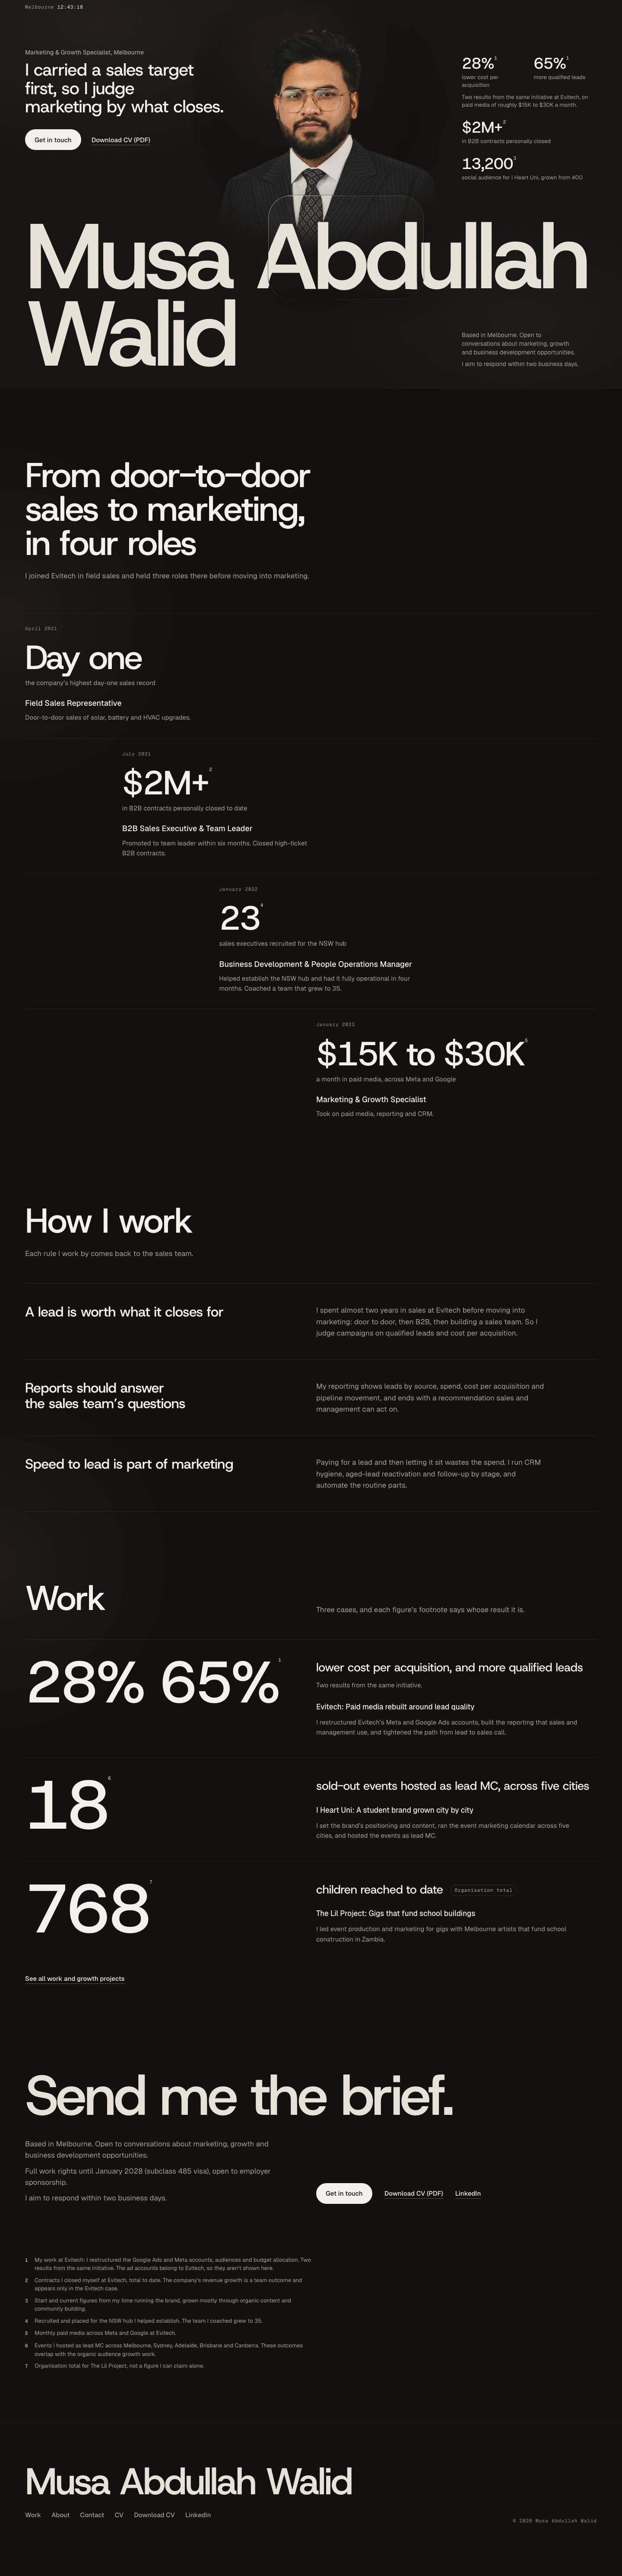 Melbourne 12:43:18
Marketing & Growth Specialist, Melbourne
I carried a sales target
first, so I judge
marketing by what closes.
Get in touch
Download CV (PDF)
28%1
lower cost per
acquisition
65%1
more qualified leads
Two results from the same initiative at Evitech, on
paid media of roughly $15K to $30K a month.
$2M+2
in B2B contracts personally closed
13,2003
social audience for I Heart Uni, grown from 400
Musa Abdullah
Walid
Based in Melbourne. Open to
conversations about marketing, growth
and business development opportunities.
I aim to respond within two business days.
From door-to-door
sales to marketing,
in four roles
I joined Evitech in field sales and held three roles there before moving into marketing.
April 2021
Day one
the company's highest day-one sales record
Field Sales Representative
Door-to-door sales of solar, battery and HVAC upgrades.
July 2021
$2M+2
in B2B contracts personally closed to date
B2B Sales Executive & Team Leader
Promoted to team leader within six months. Closed high-ticket
B2B contracts.
January 2022
234
sales executives recruited for the NSW hub
Business Development & People Operations Manager
Helped establish the NSW hub and had it fully operational in four
months. Coached a team that grew to 35.
January 2023
$15K to $30K5
a month in paid media, across Meta and Google
Marketing & Growth Specialist
Took on paid media, reporting and CRM.
How I work
Each rule I work by comes back to the sales team.
A lead is worth what it closes for
I spent almost two years in sales at Evitech before moving into
marketing: door to door, then B2B, then building a sales team. So I
judge campaigns on qualified leads and cost per acquisition.
Reports should answer
the sales team's questions
My reporting shows leads by source, spend, cost per acquisition and
pipeline movement, and ends with a recommendation sales and
management can act on.
Speed to lead is part of marketing
Paying for a lead and then letting it sit wastes the spend. I run CRM
hygiene, aged-lead reactivation and follow-up by stage, and
automate the routine parts.
Work
Three cases, and each figure's footnote says whose result it is.
28% 65%1
lower cost per acquisition, and more qualified leads
Two results from the same initiative.
Evitech: Paid media rebuilt around lead quality
I restructured Evitech's Meta and Google Ads accounts, built the reporting that sales and
management use, and tightened the path from lead to sales call.
186
sold-out events hosted as lead MC, across five cities
I Heart Uni: A student brand grown city by city
I set the brand's positioning and content, ran the event marketing calendar across five
cities, and hosted the events as lead MC.
7687
children reached to date
Organisation total
The Lil Project: Gigs that fund school buildings
I led event production and marketing for gigs with Melbourne artists that fund school
construction in Zambia.
See all work and growth projects
Send me the brief.
Based in Melbourne. Open to conversations about marketing, growth and
business development opportunities.
Full work rights until January 2028 (subclass 485 visa), open to employer
sponsorship.
I aim to respond within two business days.
Get in touch
Download CV (PDF)
LinkedIn
1 My work at Evitech: I restructured the Google Ads and Meta accounts, audiences and budget allocation. Two
results from the same initiative. The ad accounts belong to Evitech, so they aren't shown here.
2 Contracts I closed myself at Evitech, total to date. The company's revenue growth is a team outcome and
appears only in the Evitech case.
3 Start and current figures from my time running the brand, grown mostly through organic content and
community building.
4 Recruited and placed for the NSW hub I helped establish. The team I coached grew to 35.
5 Monthly paid media across Meta and Google at Evitech.
6 Events I hosted as lead MC across Melbourne, Sydney, Adelaide, Brisbane and Canberra. These outcomes
overlap with the organic audience growth work.
7 Organisation total for The Lil Project, not a figure I can claim alone.
Musa Abdullah Walid
Work About Contact CV Download CV LinkedIn
© 2026 Musa Abdullah Walid